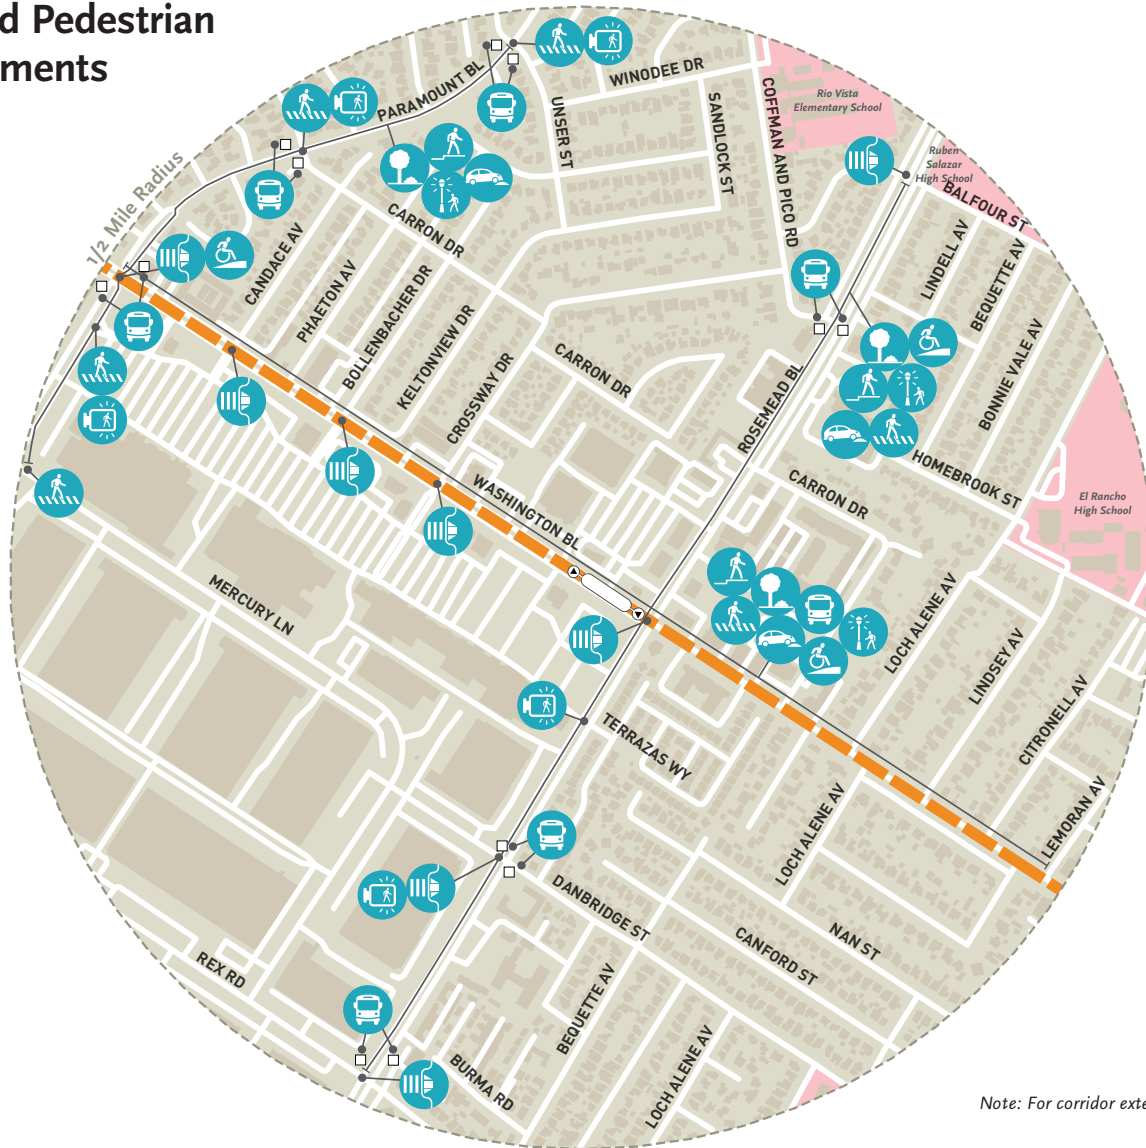 d Pedestrian
ments
WINODEE DR
PARAMOUNT BL
UNSER ST
SANDLOCK ST
COFFMAN AND PICO RD
Rio Vista
Elementary School
Ruben
Salazar
High School
BALFOUR ST
1/2 Mile Radius
CARRON DR
CANDACE AV
PHAETON AV
BOLLENBACHER DR
KELTONVIEW DR
CROSSWAY DR
CARRON DR
LINDELL AV
BEQUETTE AV
BONNIE VALE AV
ROSEMEAD BL
HOMEBROOK ST
CARRON DR
El Rancho
High School
WASHINGTON BL
MERCURY LN
LOCH ALENE AV
LINDSEY AV
CITRONELL AV
TERRAZAS WY
LOCH ALENE AV
LEMORAN AV
DANBRIDGE ST
CANFORD ST
NAN ST
REX RD
BEQUETTE AV
BURMA RD
LOCH ALENE AV
Note: For corridor exte